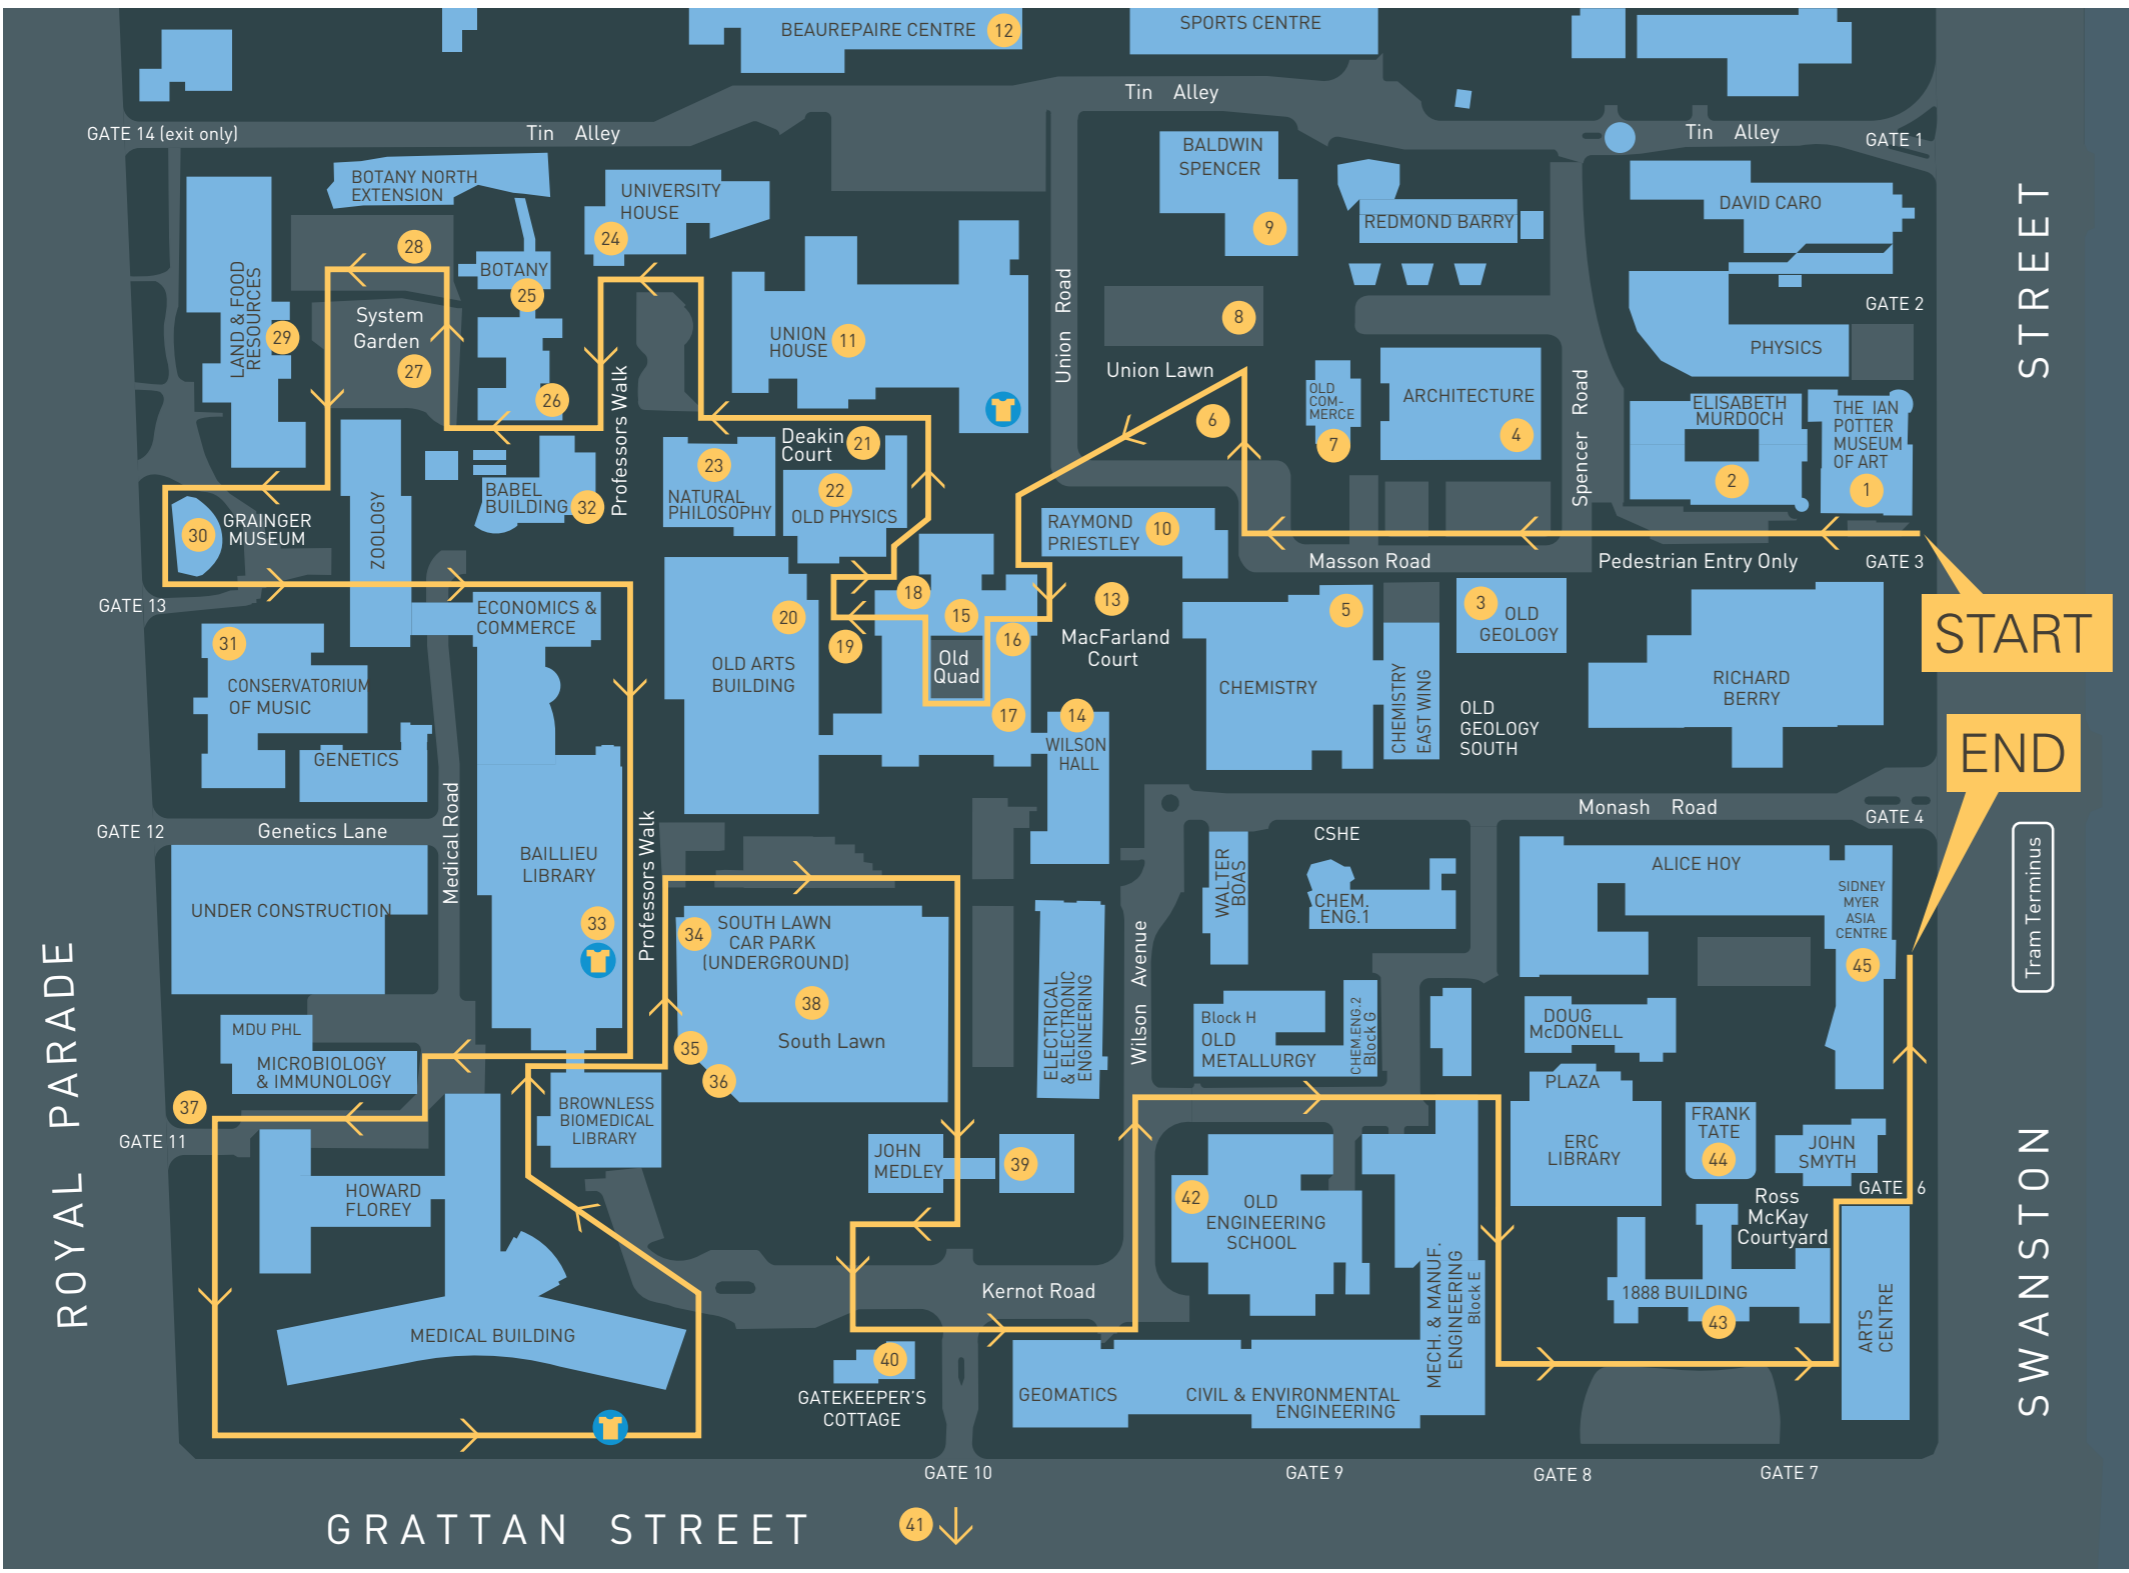 BEAUREPAIRE CENTRE
12
SPORTS CENTRE
Tin Alley
GATE 14 (exit only)
Tin Alley
Tin Alley
GATE 1
BALDWIN
SPENCER
9
BOTANY NORTH
EXTENSION
UNIVERSITY
HOUSE
24
REDMOND BARRY
DAVID CARO
STREET
28
BOTANY
25
LAND & FOOD
RESOURCES
29
System
Garden
27
26
UNION
HOUSE
11
Union Road
8
GATE 2
PHYSICS
Union Lawn
6
OLD
COM-
MERCE
7
ARCHITECTURE
4
Spencer Road
ELISABETH
MURDOCH
2
THE IAN
POTTER
MUSEUM
OF ART
1
Professors Walk
Deakin
Court
21
23
NATURAL
PHILOSOPHY
22
OLD PHYSICS
BABEL
BUILDING
32
ZOOLOGY
30
GRAINGER
MUSEUM
RAYMOND
PRIESTLEY
10
Masson Road
Pedestrian Entry Only
GATE 3
START
GATE 13
ECONOMICS &
COMMERCE
31
CONSERVATORIUM
OF MUSIC
GENETICS
20
OLD ARTS
BUILDING
18
15
19
16
Old
Quad
17
13
MacFarland
Court
14
WILSON
HALL
5
CHEMISTRY
CHEMISTRY
EAST WING
3
OLD
GEOLOGY
OLD
GEOLOGY
SOUTH
RICHARD
BERRY
END
GATE 12
Genetics Lane
Medical Road
Professors Walk
Monash Road
GATE 4
Tram Terminus
BAILLIEU
LIBRARY
33
UNDER CONSTRUCTION
CSHE
WALTER
BOAS
CHEM.
ENG.1
ALICE HOY
SIDNEY
MYER
ASIA
CENTRE
45
34
SOUTH LAWN
CAR PARK
(UNDERGROUND)
38
South Lawn
35
36
ELECTRICAL
& ELECTRONIC
ENGINEERING
Wilson Avenue
Block H
OLD
METALLURGY
CHEM.ENG.2
Block G
DOUG
McDONELL
ROYAL PARADE
MDU PHL
MICROBIOLOGY
& IMMUNOLOGY
37
GATE 11
BROWNLESS
BIOMEDICAL
LIBRARY
PLAZA
ERC
LIBRARY
FRANK
TATE
44
JOHN
SMYTH
GATE 6
JOHN
MEDLEY
39
42
OLD
ENGINEERING
SCHOOL
HOWARD
FLOREY
Ross
McKay
Courtyard
SWANSTON
MEDICAL BUILDING
Kernot Road
MECH. & MANUF.
ENGINEERING
Block E
1888 BUILDING
43
ARTS
CENTRE
40
GATEKEEPER'S
COTTAGE
GEOMATICS
CIVIL & ENVIRONMENTAL
ENGINEERING
GATE 10
GATE 9
GATE 8
GATE 7
GRATTAN STREET
41